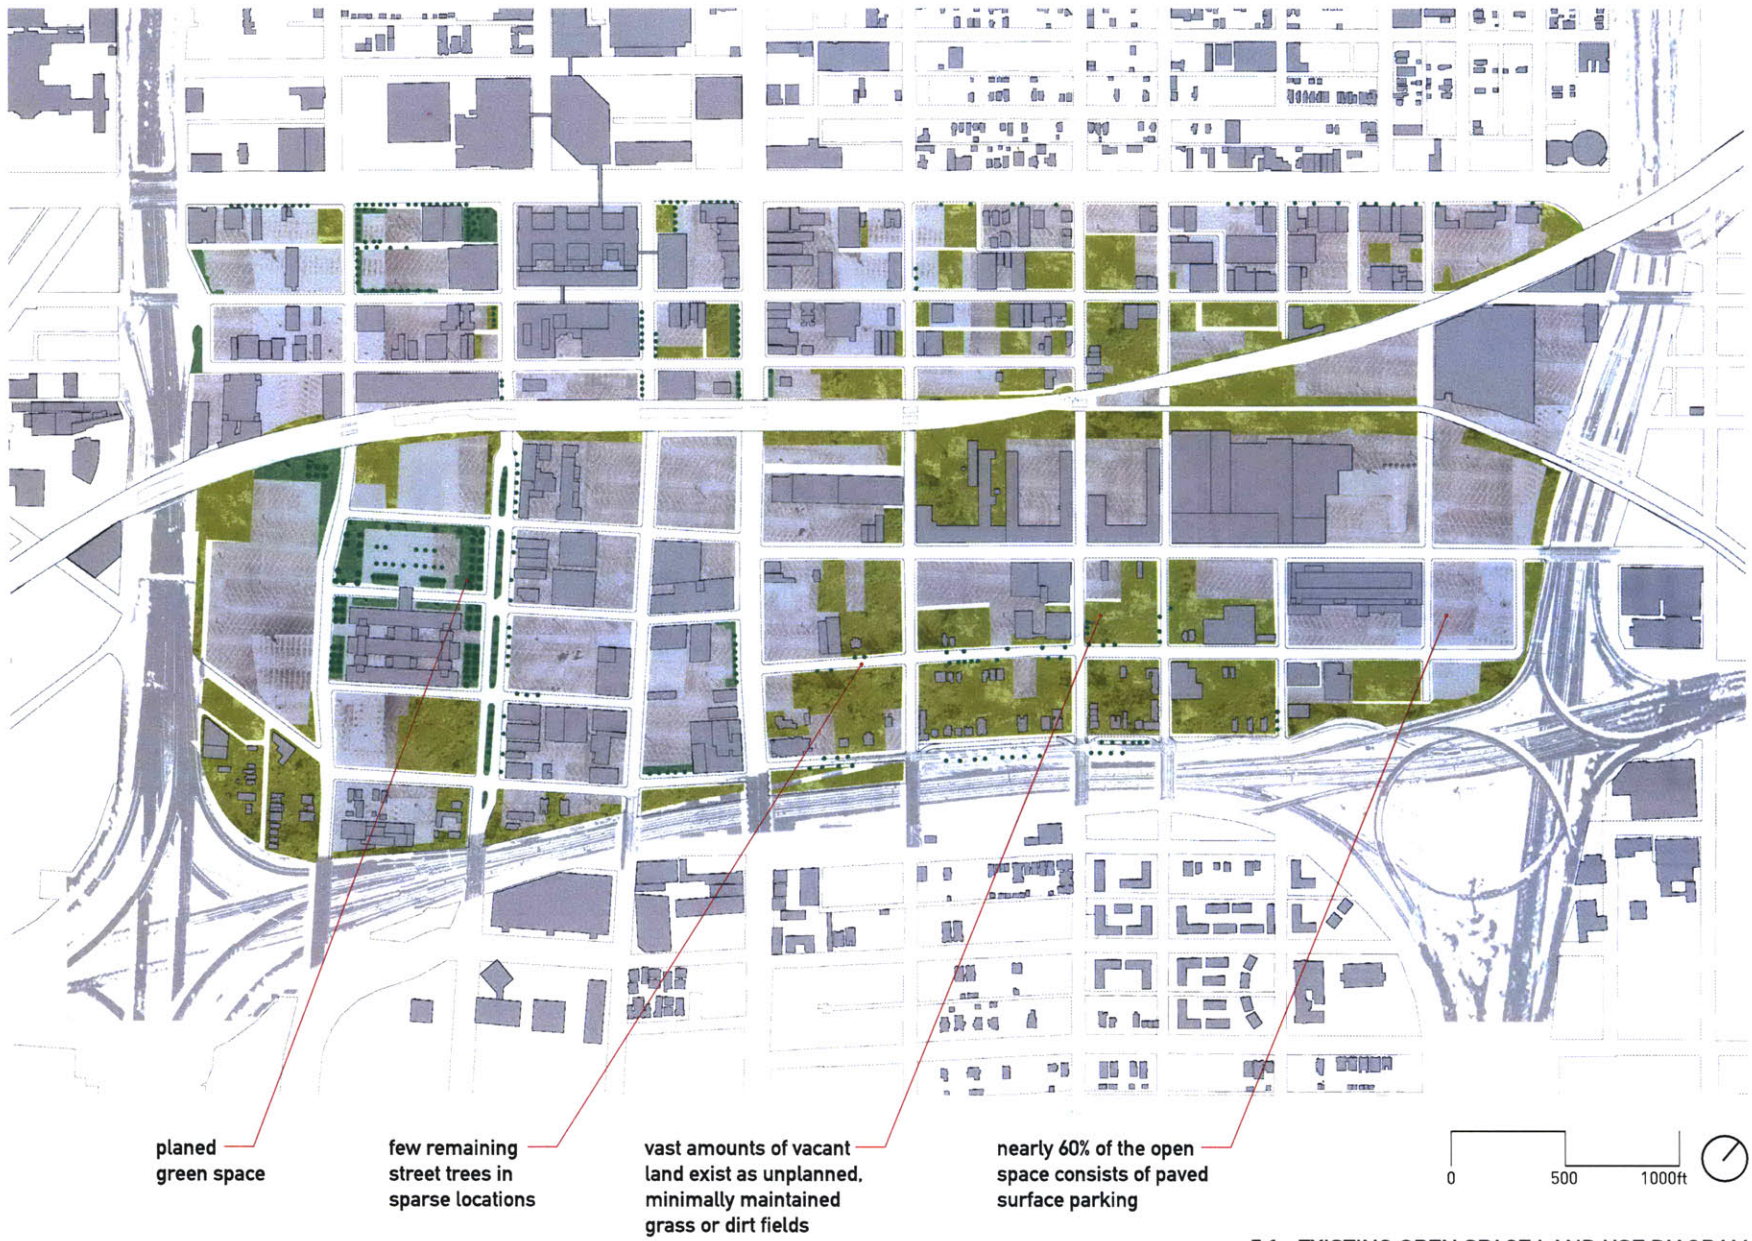 planed
green space
few remaining
street trees in
sparse locations
vast amounts of vacant
land exist as unplanned,
minimally maintained
grass or dirt fields
nearly 60% of the open
space consists of paved
surface parking
0 500 1000ft